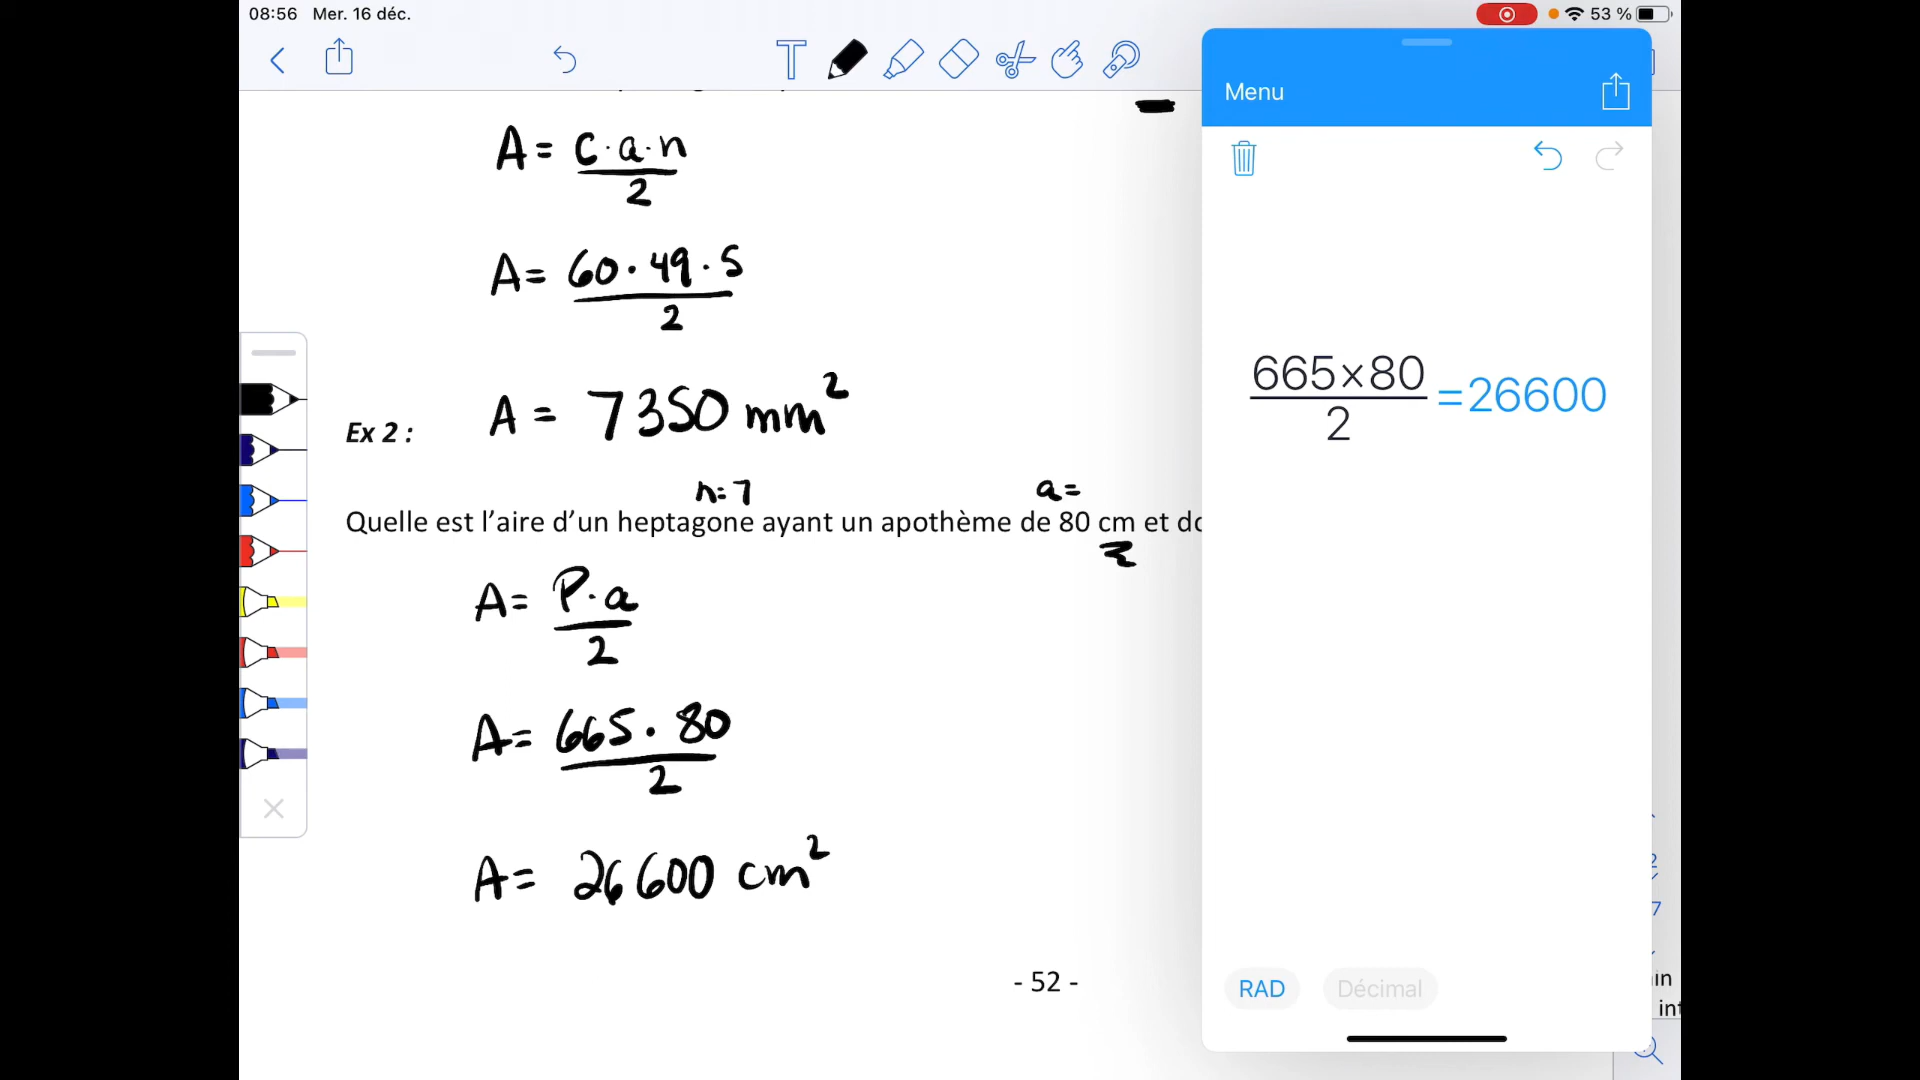 08:56 Mer. 16 déc.
53 %
Menu
A = c·a·n
2
A = 60·49·5
2
665×80
2
=26600
A = 7350 mm²
Ex 2 :
n=7
a=
Quelle est l’aire d’un heptagone ayant un apothème de 80 cm et
A = P·a
2
A = 665·80
2
A = 26600 cm²
2
7
- 52 -
RAD
Décimal